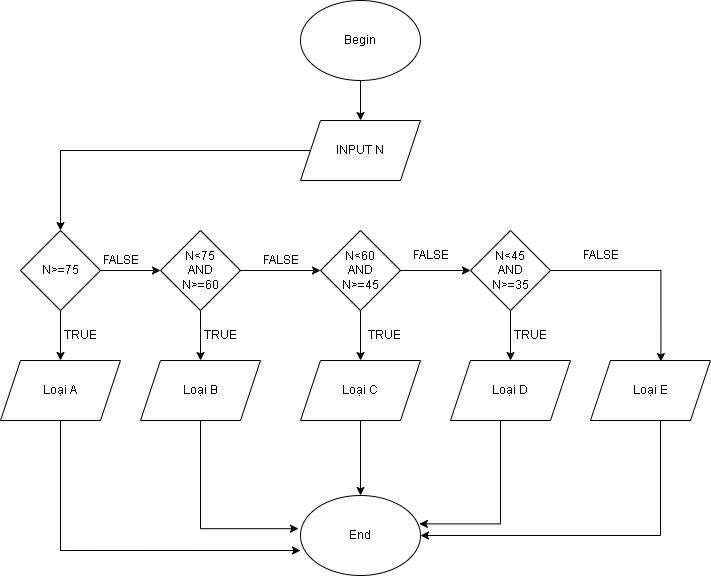 Begin
INPUT N
N>=75
FALSE
N<75
AND
N>=60
FALSE
N<60
AND
N>=45
FALSE
N<45
AND
N>=35
FALSE
TRUE
TRUE
TRUE
TRUE
Loại A
Loại B
Loại C
Loại D
Loại E
End